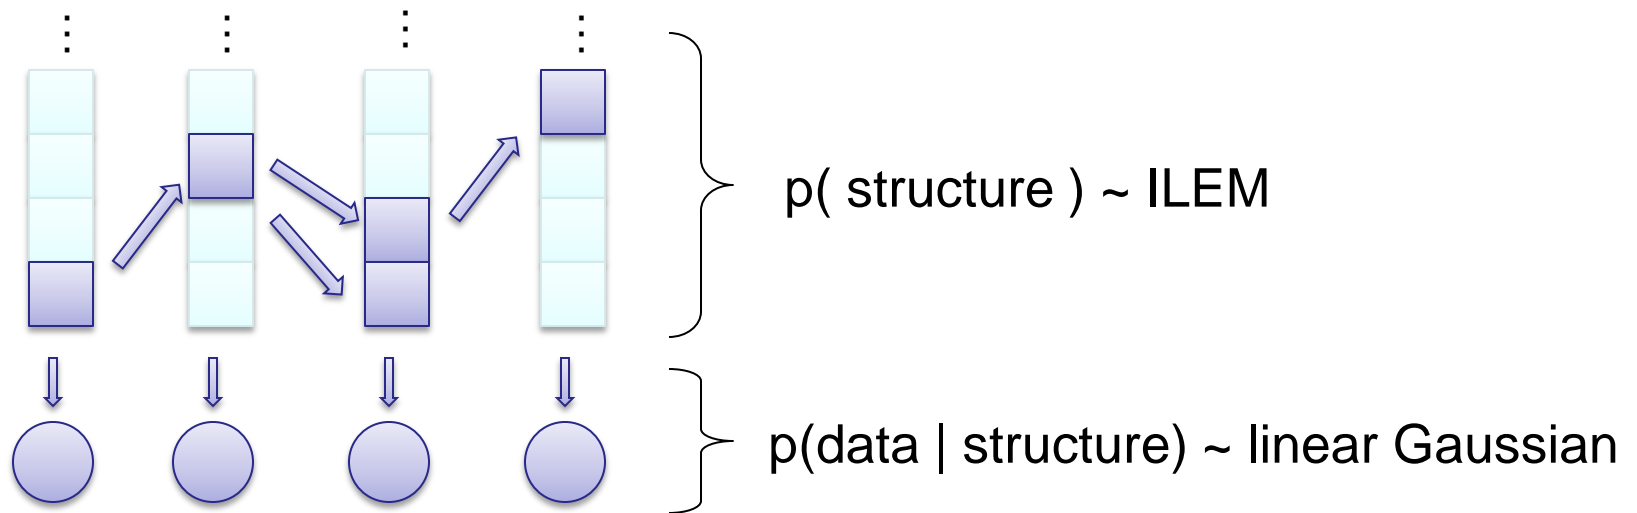 p( structure ) ~ ILEM
p(data | structure) ~ linear Gaussian